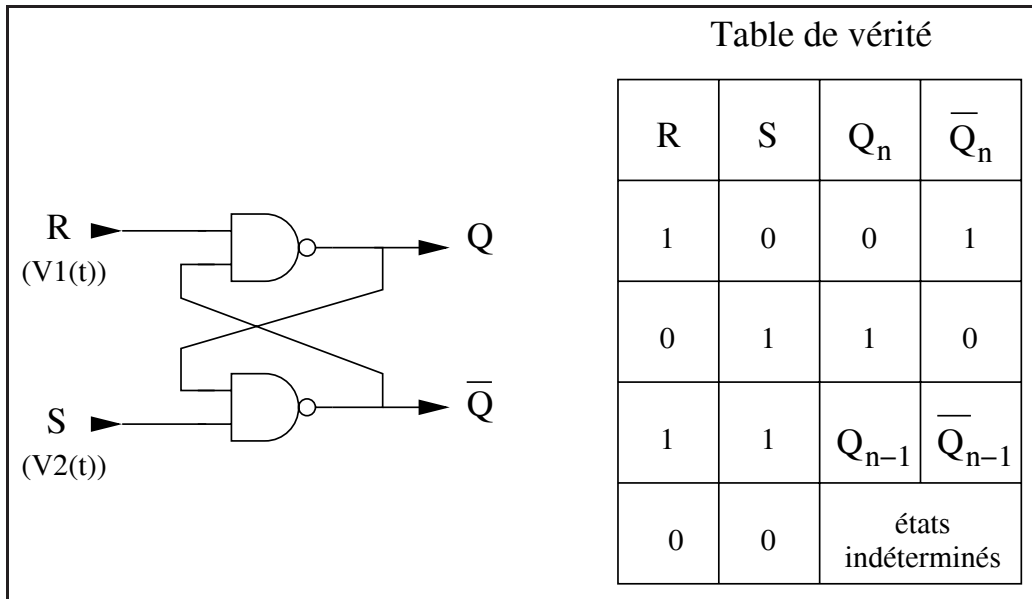 Table de vérité
R
(V1(t))
S
(V2(t))
Q
Q̅
R S Qn Q̅n
1 0 0 1
0 1 1 0
1 1 Qn−1 Q̅n−1
0 0 états
indéterminés